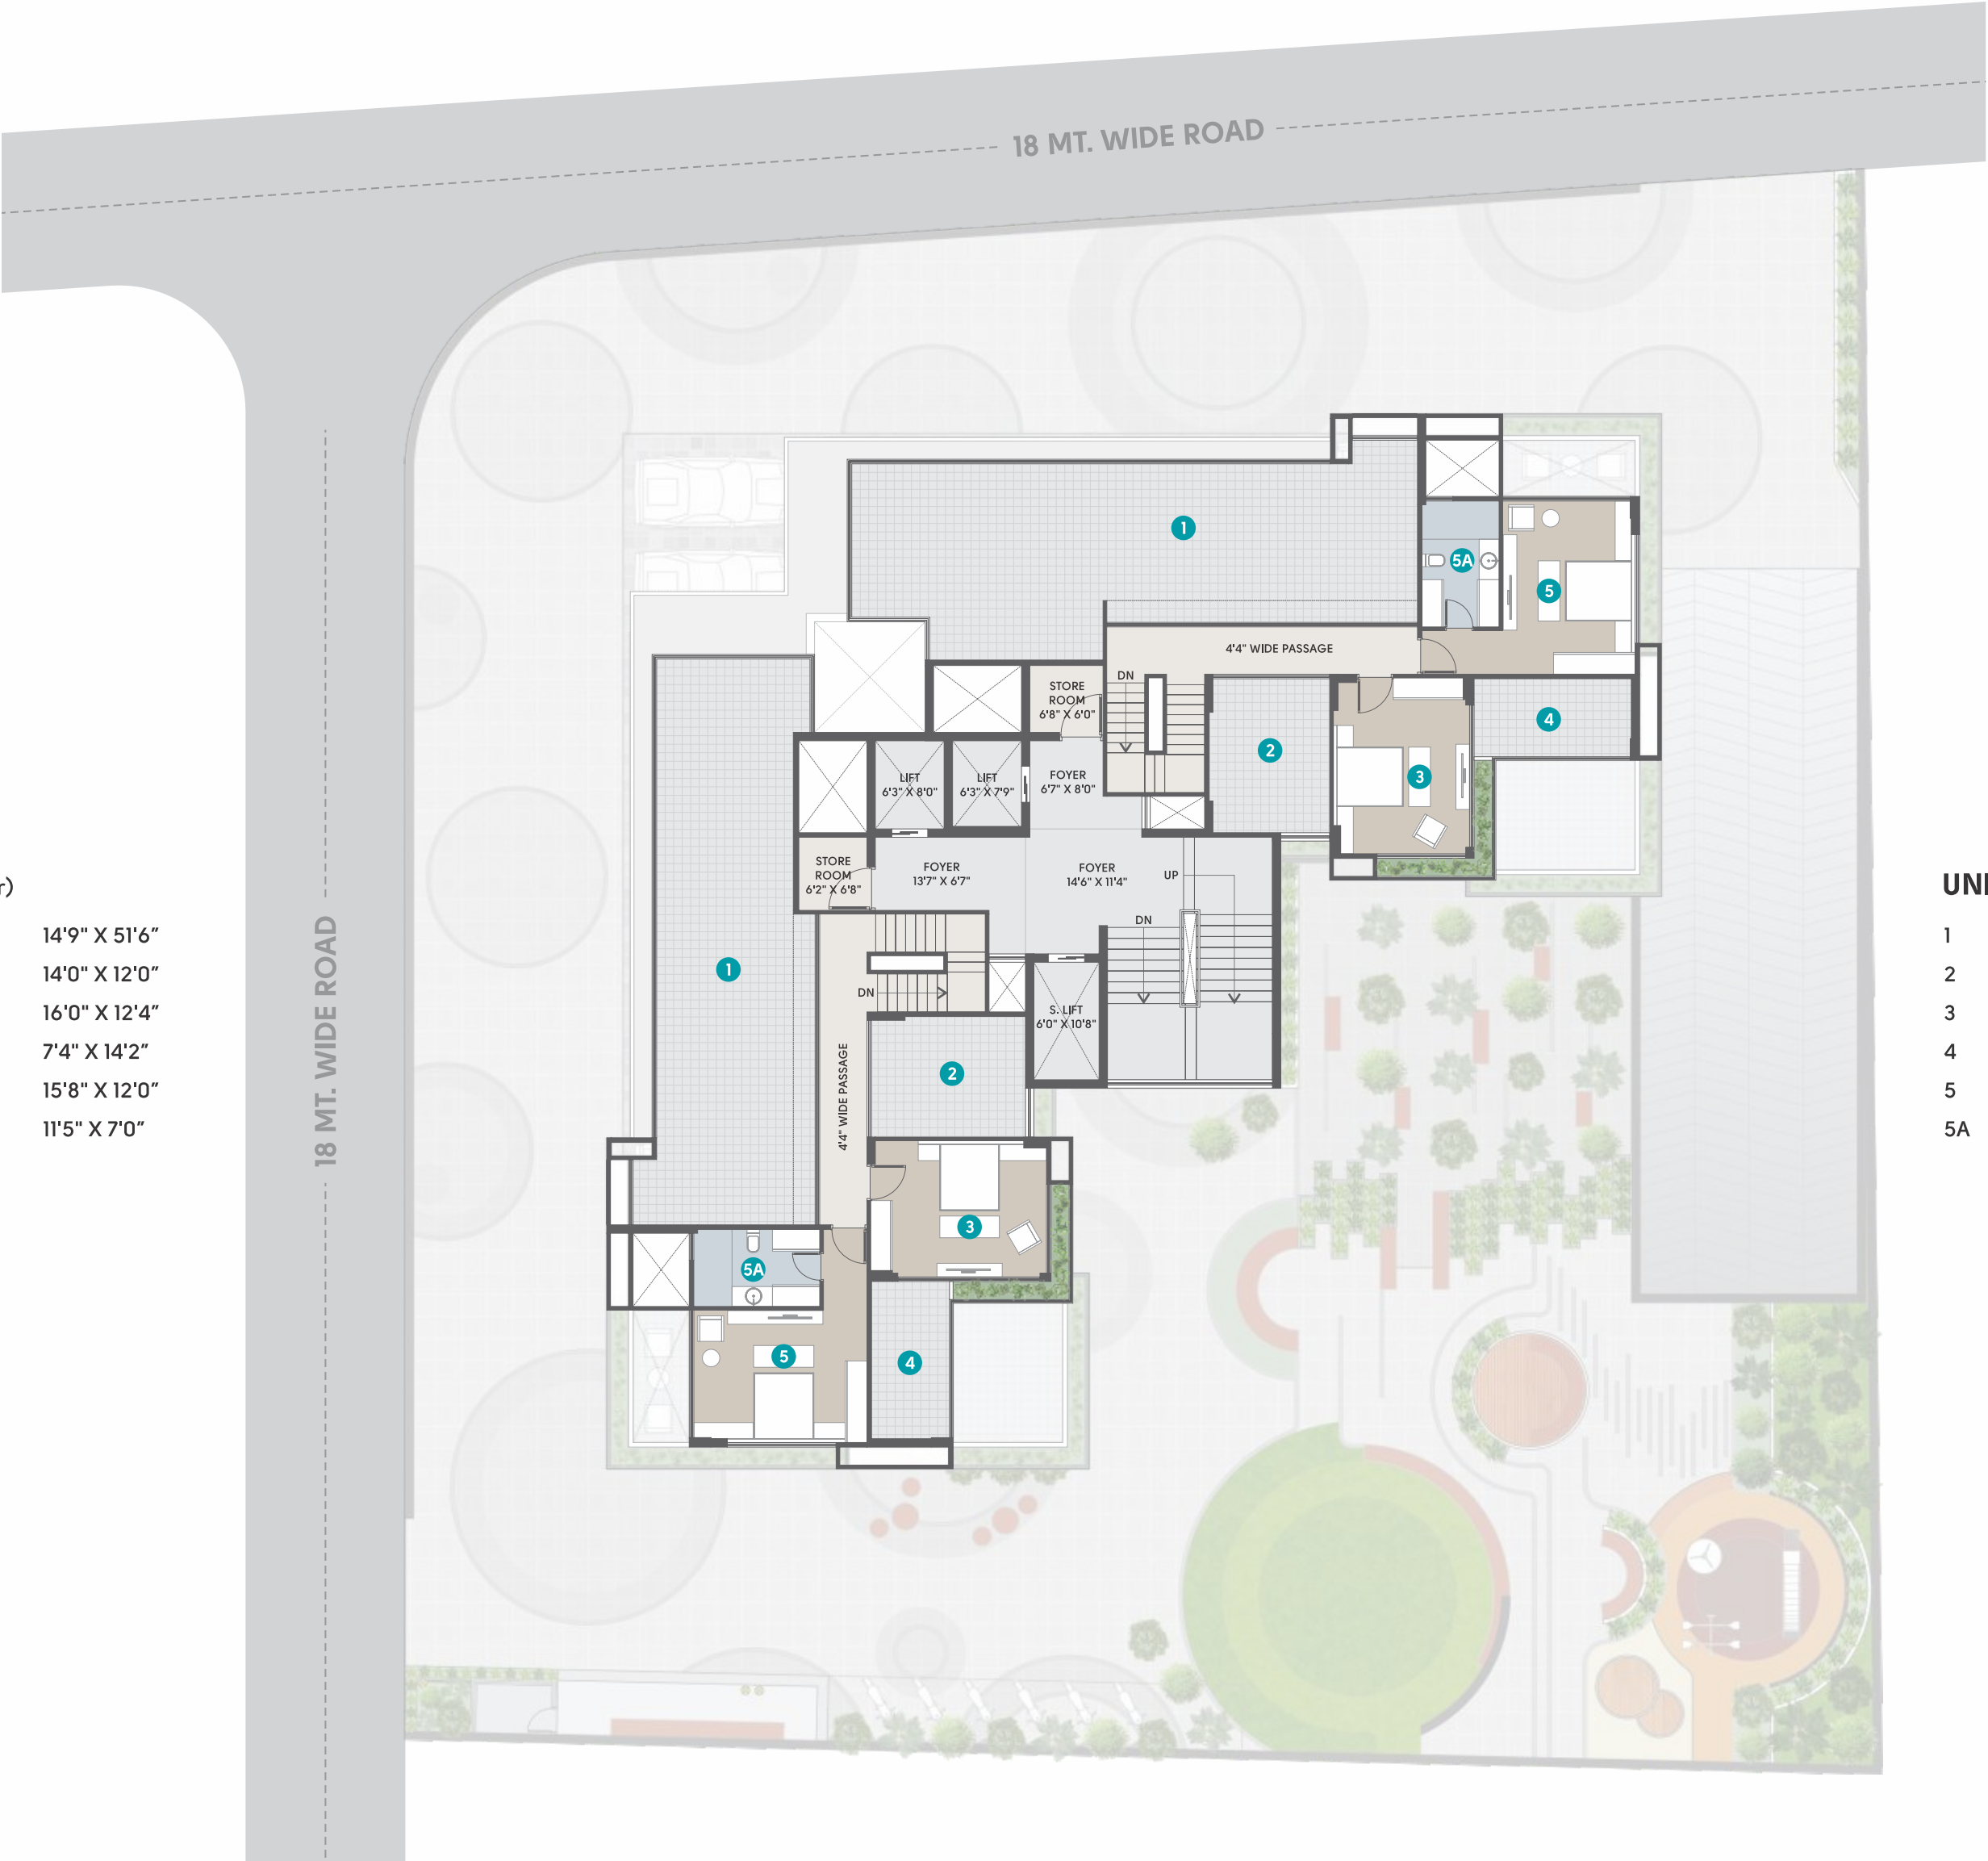 18 MT. WIDE ROAD
1
5A
5
4'4" WIDE PASSAGE
DN
STORE
ROOM
6'8" X 6'0"
4
2
3
LIFT
6'3" X 8'0"
LIFT
6'3" X 7'9"
FOYER
6'7" X 8'0"
STORE
ROOM
6'2" X 6'8"
FOYER
13'7" X 6'7"
FOYER
14'6" X 11'4"
UP
DN
r)
14'9" X 51'6"
14'0" X 12'0"
16'0" X 12'4"
7'4" X 14'2"
15'8" X 12'0"
11'5" X 7'0"
18 MT. WIDE ROAD
1
DN
S. LIFT
6'0" X 10'8"
4'4" WIDE PASSAGE
2
3
5A
5
4
UNI
1
2
3
4
5
5A